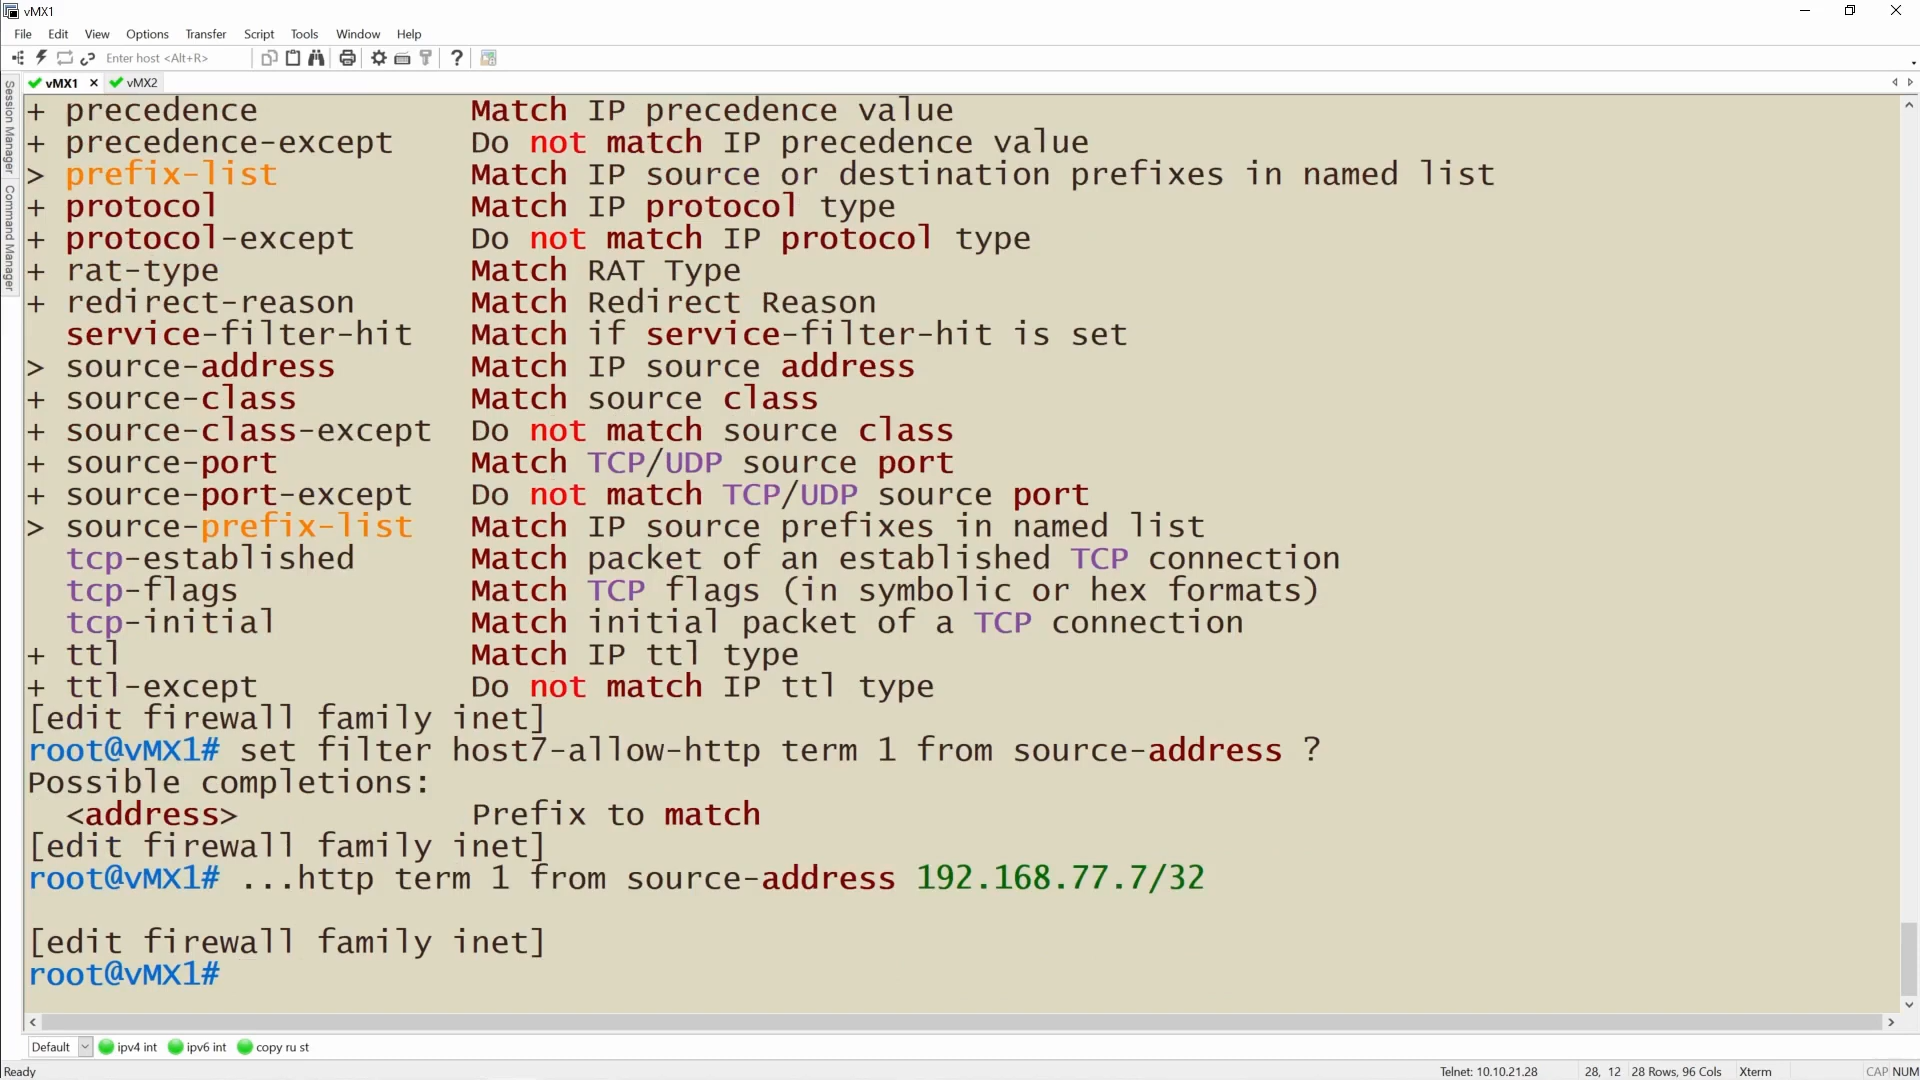 vMX1
File Edit View Options Transfer Script Tools Window Help
Enter host <Alt+R>
vMX1 vMX2
Session Manager
Command Manager
+ precedence Match IP precedence value
+ precedence-except Do not match IP precedence value
> prefix-list Match IP source or destination prefixes in named list
+ protocol Match IP protocol type
+ protocol-except Do not match IP protocol type
+ rat-type Match RAT Type
+ redirect-reason Match Redirect Reason
service-filter-hit Match if service-filter-hit is set
> source-address Match IP source address
+ source-class Match source class
+ source-class-except Do not match source class
+ source-port Match TCP/UDP source port
+ source-port-except Do not match TCP/UDP source port
> source-prefix-list Match IP source prefixes in named list
tcp-established Match packet of an established TCP connection
tcp-flags Match TCP flags (in symbolic or hex formats)
tcp-initial Match initial packet of a TCP connection
+ ttl Match IP ttl type
+ ttl-except Do not match IP ttl type
[edit firewall family inet]
root@vMX1# set filter host7-allow-http term 1 from source-address ?
Possible completions:
<address> Prefix to match
[edit firewall family inet]
root@vMX1# ...http term 1 from source-address 192.168.77.7/32
[edit firewall family inet]
root@vMX1#
Default ipv4 int ipv6 int copy ru st
Ready Telnet: 10.10.21.28 28, 12 28 Rows, 96 Cols Xterm CAP NUM